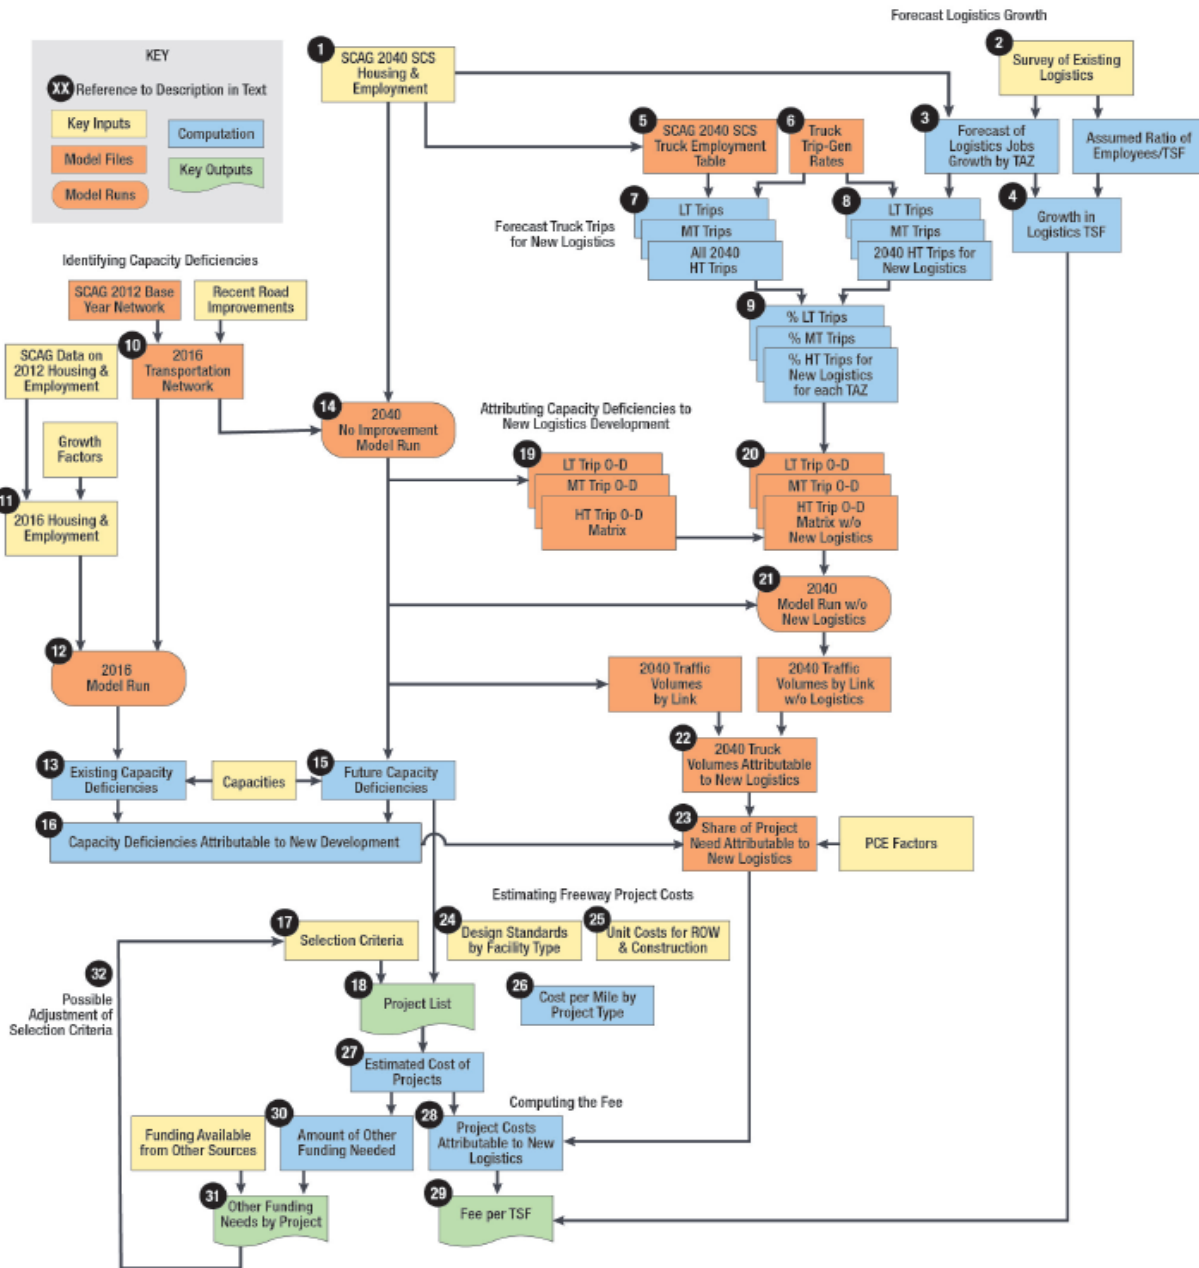 Forecast Logistics Growth
KEY
XX Reference to Description in Text
Key Inputs
Computation
Model Files
Key Outputs
Model Runs
1
SCAG 2040 SCS
Housing &
Employment
2
Survey of Existing
Logistics
3
Forecast of
Logistics Jobs
Growth by TAZ
Assumed Ratio of
Employees/TSF
4
Growth in
Logistics TSF
5
SCAG 2040 SCS
Truck Employment
Table
6
Truck
Trip-Gen
Rates
Forecast Truck Trips
for New Logistics
7
LT Trips
MT Trips
All 2040
HT Trips
8
LT Trips
MT Trips
2040 HT Trips for
New Logistics
9
% LT Trips
% MT Trips
% HT Trips for
New Logistics
for each TAZ
Identifying Capacity Deficiencies
SCAG 2012 Base
Year Network
Recent Road
Improvements
SCAG Data on
2012 Housing &
Employment
10
2016
Transportation
Network
Growth
Factors
11
2016 Housing &
Employment
12
2016
Model Run
13
Existing Capacity
Deficiencies
Capacities
14
2040
No Improvement
Model Run
15
Future Capacity
Deficiencies
16
Capacity Deficiencies Attributable to New Development
Attributing Capacity Deficiencies to
New Logistics Development
19
LT Trip O-D
MT Trip O-D
HT Trip O-D
Matrix
20
LT Trip O-D
MT Trip O-D
HT Trip O-D
Matrix w/o
New Logistics
21
2040
Model Run w/o
New Logistics
2040 Traffic
Volumes
by Link
2040 Traffic
Volumes by Link
w/o Logistics
22
2040 Truck
Volumes Attributable
to New Logistics
23
Share of Project
Need Attributable to
New Logistics
PCE Factors
Estimating Freeway Project Costs
17
Selection Criteria
24
Design Standards
by Facility Type
25
Unit Costs for ROW
& Construction
18
Project List
26
Cost per Mile by
Project Type
32
Possible
Adjustment of
Selection Criteria
27
Estimated Cost of
Projects
Computing the Fee
Funding Available
from Other Sources
30
Amount of Other
Funding Needed
28
Project Costs
Attributable to New
Logistics
31
Other Funding
Needs by Project
29
Fee per TSF